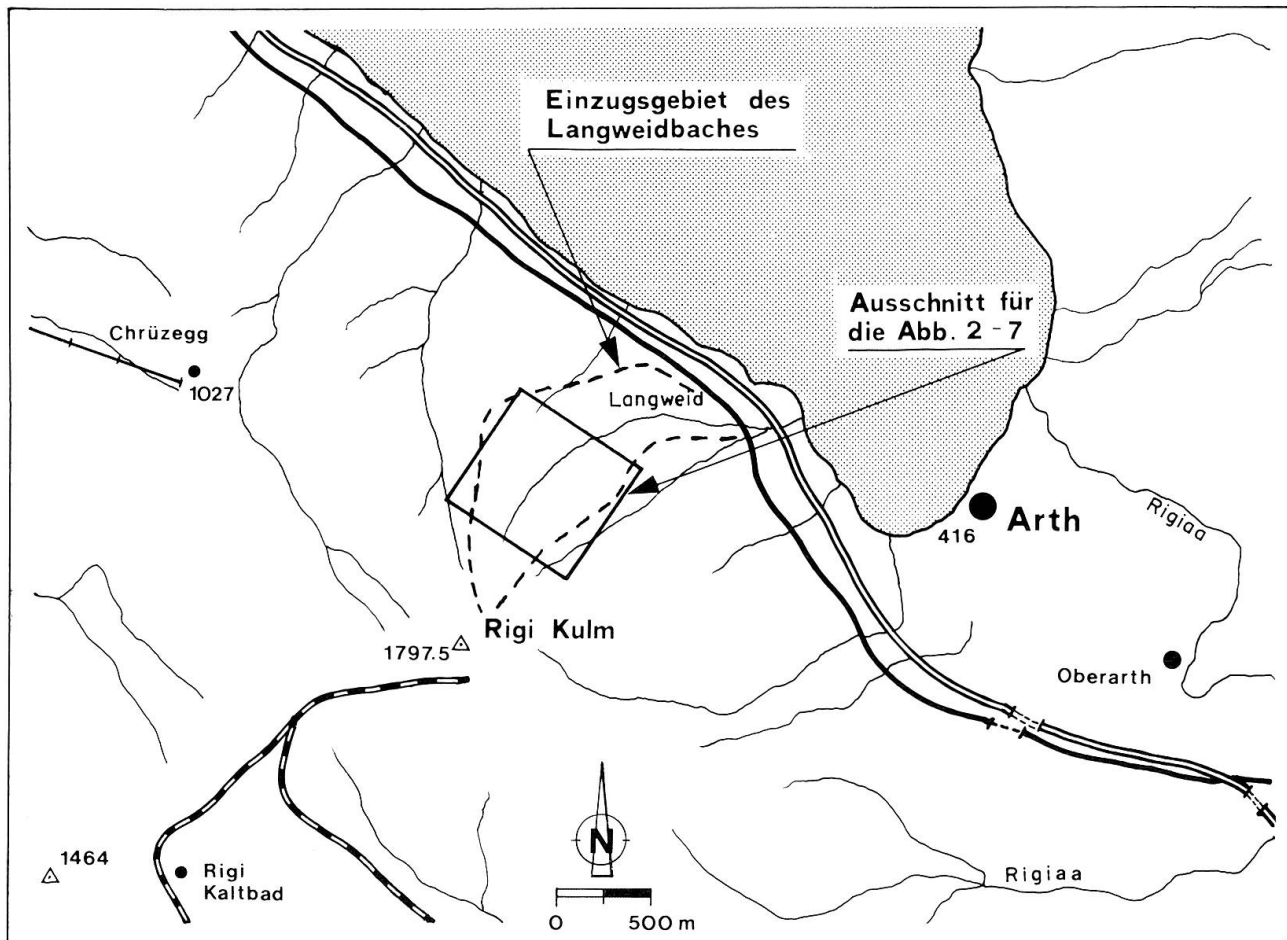 Einzugsgebiet des
Langweidbaches
Ausschnitt für
die Abb. 2 - 7
Chrüzegg
1027
Langweid
Arth
416
Rigiaa
Rigi Kulm
1797.5
Oberarth
1464
Rigi
Kaltbad
N
0 500 m
Rigiaa